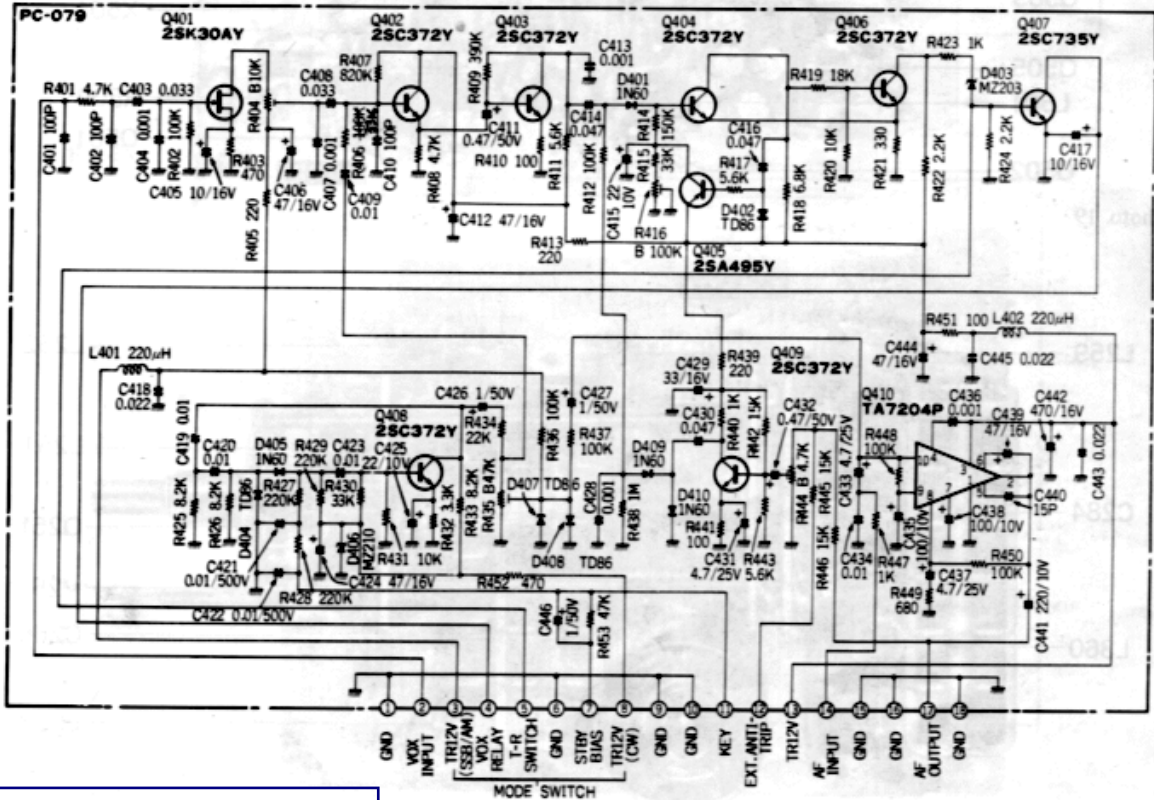 PC-079
Q401
2SK30AY
Q402
2SC372Y
Q403
2SC372Y
Q404
2SC372Y
Q406
2SC372Y
Q407
2SC735Y
R401 4.7K
C403 0.033
C401 100P
C402 100P
C404 0.001
R402 100K
C405 10/16V
R403
470
R404 B10K
C406
47/16V
R405 220
C408
0.033
C407 0.001
R406
C409
0.01
R407
820K
C410 100P
R408 4.7K
R409 390K
C411
0.47/50V
R410 100
C412 47/16V
R411 5.6K
C413
0.001
C414
0.047
R412 100K
R413
220
D401
1N60
R414
150K
R415
33K
C415 22
10V
R416
B 100K
Q405
2SA495Y
C416
0.047
R417
5.6K
D402
TD86
R418 6.8K
R419 18K
R420 10K
R421 330
R422 2.2K
R423 1K
D403
MZ203
R424 2.2K
C417
10/16V
L401 220μH
C418
0.022
C419 0.01
C420
0.01
R425 8.2K
R426 8.2K
D405
1N60
TD86
D404
R427
220K
C421
0.01/500V
C422 0.01/500V
R428 220K
R429
220K
R430
33K
C423
0.01
D406
MZ210
C424 47/16V
Q408
2SC372Y
C425
22/10V
R431 10K
R432 3.3K
C426 1/50V
R434
22K
R433 8.2K
R435 B47K
R452 470
R436 100K
D407 TD86
D408 TD86
C427
1/50V
R437
100K
C428
0.001
R438 1M
C446
1/50V
R453 47K
C429
33/16V
C430
0.047
D409
1N60
D410
1N60
R439
220
R440 1K
R441
100
Q409
2SC372Y
R442 15K
C431
4.7/25V
C432
0.47/50V
R443
5.6K
R444 B 4.7K
R445 15K
R446 15K
C433 4.7/25V
C434
0.01
R447
1K
R448
100K
C435
100/10V
Q410
TA7204P
10
4
6
1
3
9
8
7
5
C436
0.001
C437
4.7/25V
C438
100/10V
C439
47/16V
C440
15P
R449
680
R450
100K
C441 220/10V
C442
470/16V
C443 0.022
C444
47/16V
R451 100
L402 220μH
C445 0.022
1 2 3 4 5 6 7 8 9 10 11 12 13 14 15 16 17 18
GND
VOX
INPUT
TR12V
(SSB/AM)
VOX
RELAY
T-R
SWITCH
GND
STBY
BIAS
TR12V
(CW)
GND
GND
KEY
EXT.ANTI-
TRIP
TR12V
AF
INPUT
GND
GND
AF
OUTPUT
GND
MODE SWITCH
L259
C284
L860